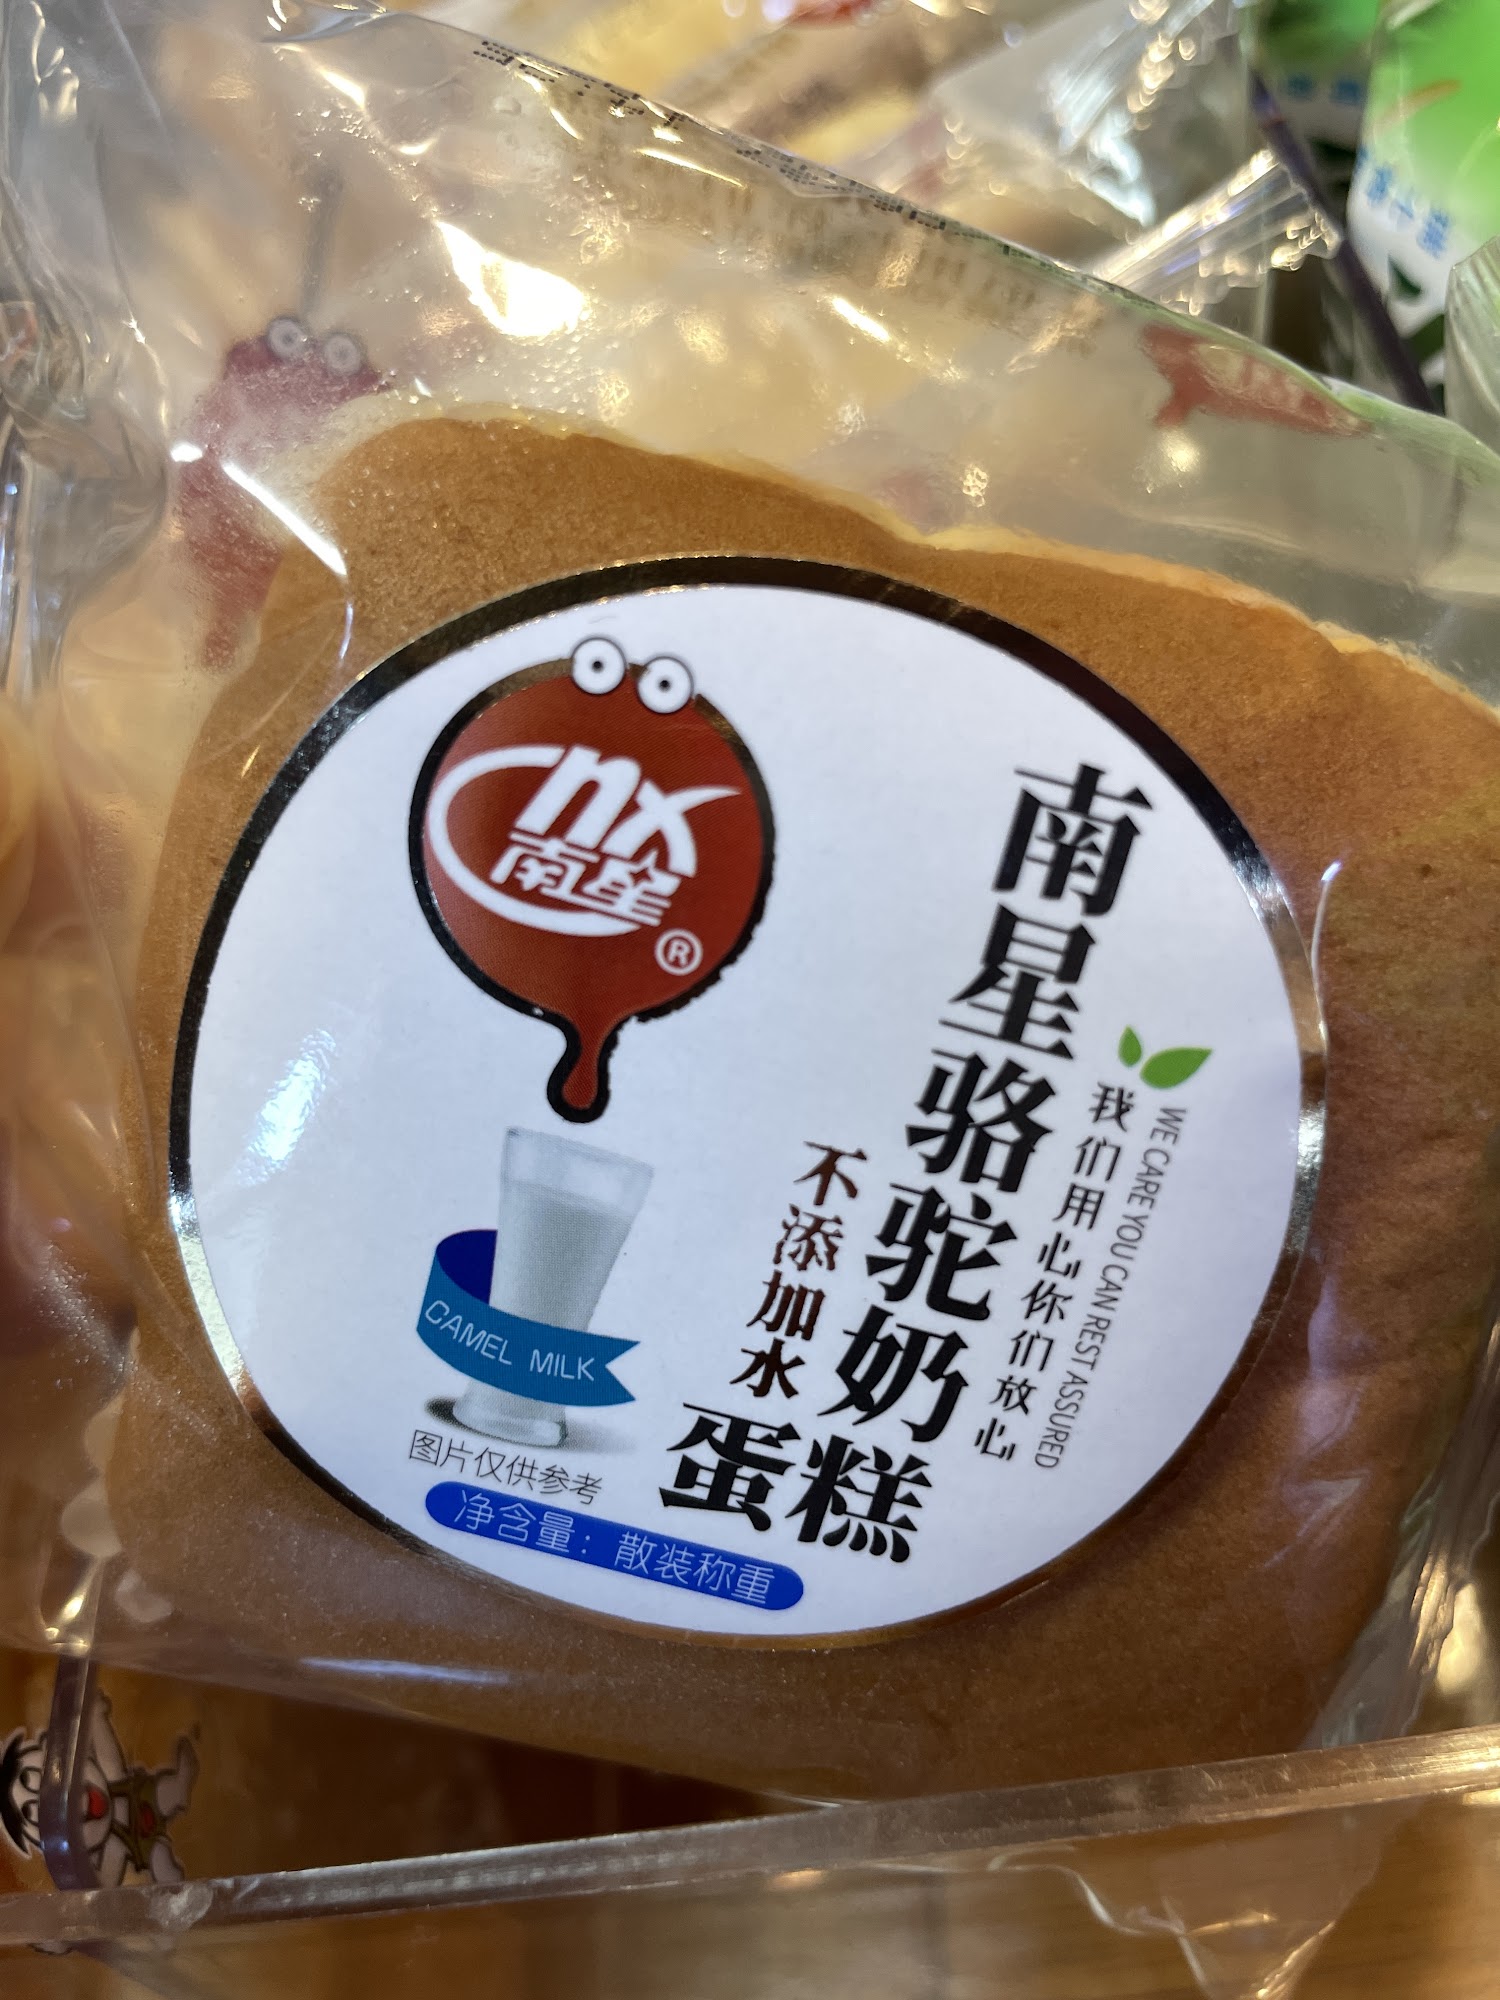 NX
南星
®
南星骆驼奶
蛋糕
不添加水
我们用心你们放心
WE CARE YOU CAN REST ASSURED
CAMEL MILK
图片仅供参考
净含量：散装称重